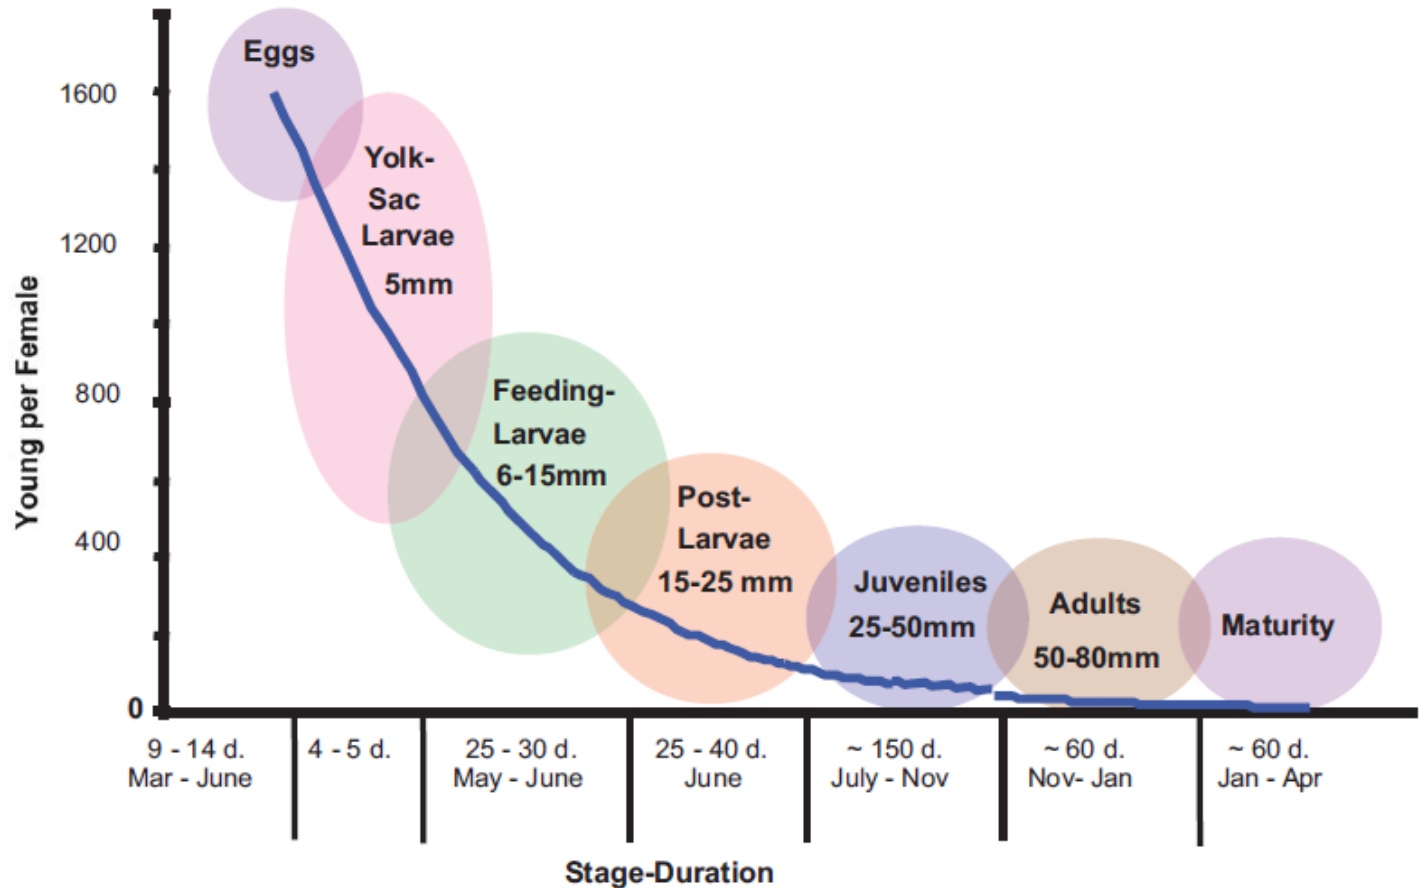 Eggs
1600
Yolk-
Sac
Larvae
5mm
1200
Young per Female
800
Feeding-
Larvae
6-15mm
400
Post-
Larvae
15-25 mm
Juveniles
25-50mm
Adults
50-80mm
Maturity
0
9 - 14 d.
Mar - June
4 - 5 d.
25 - 30 d.
May - June
25 - 40 d.
June
~ 150 d.
July - Nov
~ 60 d.
Nov- Jan
~ 60 d.
Jan - Apr
Stage-Duration